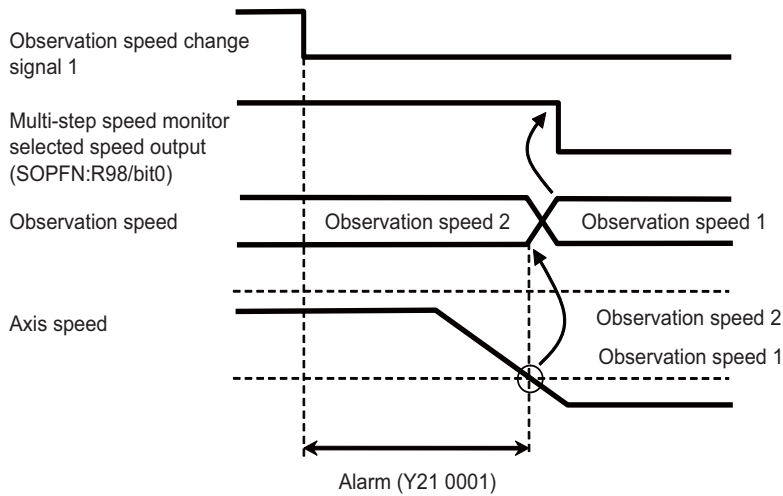 Observation speed change
signal 1
Multi-step speed monitor
selected speed output
(SOPFN:R98/bit0)
Observation speed
Observation speed 2
Observation speed 1
Axis speed
Observation speed 2
Observation speed 1
Alarm (Y21 0001)